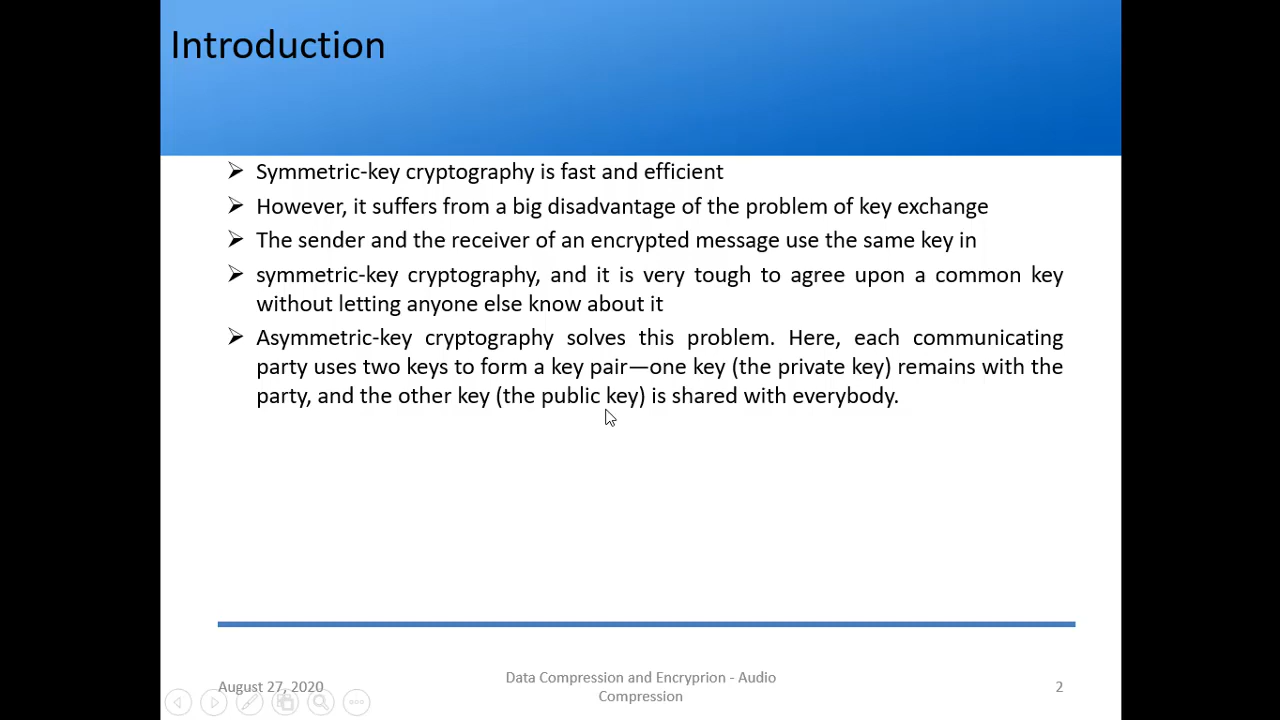 Introduction
Symmetric-key cryptography is fast and efficient
However, it suffers from a big disadvantage of the problem of key exchange
The sender and the receiver of an encrypted message use the same key in
symmetric-key cryptography, and it is very tough to agree upon a common key
without letting anyone else know about it
Asymmetric-key cryptography solves this problem. Here, each communicating
party uses two keys to form a key pair—one key (the private key) remains with the
party, and the other key (the public key) is shared with everybody.
August 27, 2020
Data Compression and Encryprion - Audio
Compression
2